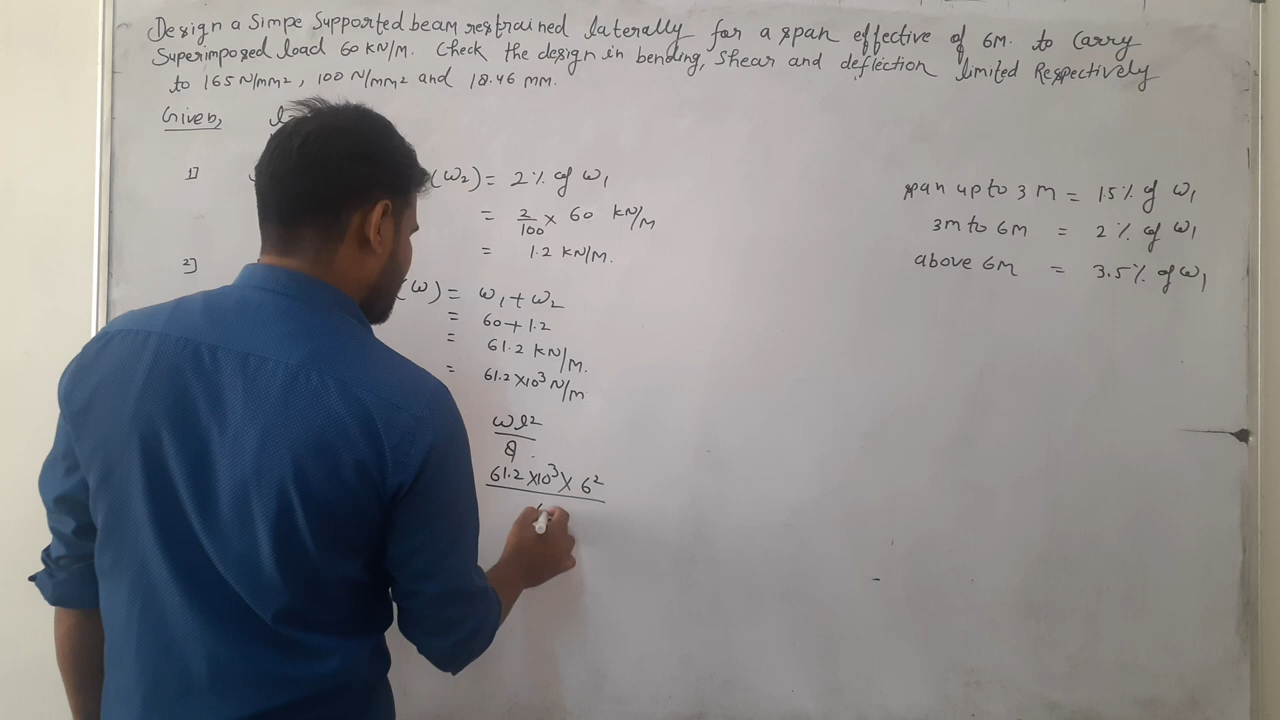 Design a Simpe Supported beam restrained laterally for a span effective of 6M. to Carry
Superimposed load 60 KN/M. Check the design in bending, Shear and deflection limited Respectively
to 165 N/mm2, 100 N/mm2 and 18.46 mm.
Given, l
1] (ω2) = 2% of ω1
= 2/100 × 60 KN/M
= 1.2 KN/M.
2] (ω) = ω1 + ω2
= 60 + 1.2
= 61.2 KN/M.
= 61.2 ×10³ N/M
ωl²
8
61.2 ×10³ × 6²
span up to 3 M = 1.5% of ω1
3m to 6M = 2% of ω1
above 6M = 3.5% of ω1